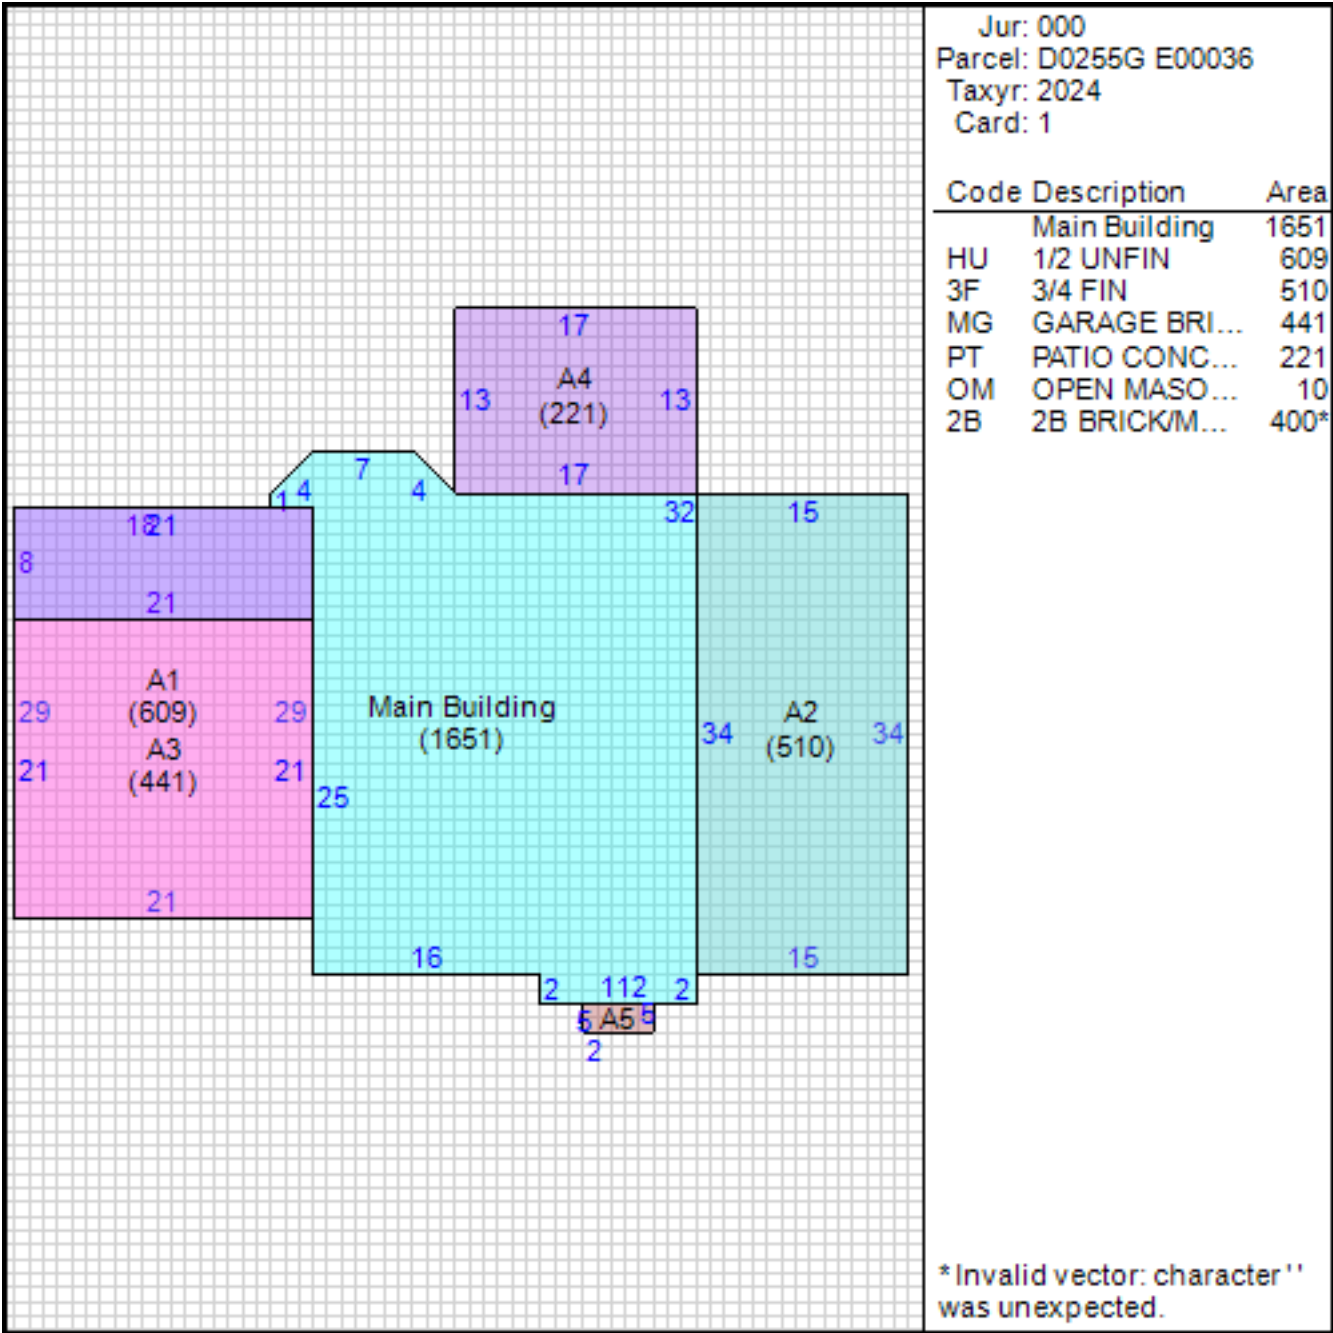 Jur: 000
Parcel: D0255G E00036
Taxyr: 2024
Card: 1
Code Description Area
Main Building 1651
HU 1/2 UNFIN 609
3F 3/4 FIN 510
MG GARAGE BRI... 441
PT PATIO CONC... 221
OM OPEN MASO... 10
2B 2B BRICK/M... 400*
17
A4
13 13
(221)
17
7
4 4
1
32 15
18 21
8
21
A1
29 (609) 29
A3
21 (441) 21
Main Building
(1651)
A2
34 (510) 34
25
21
16 15
2 112 2
5 A5 5
2
*Invalid vector: character ' '
was unexpected.